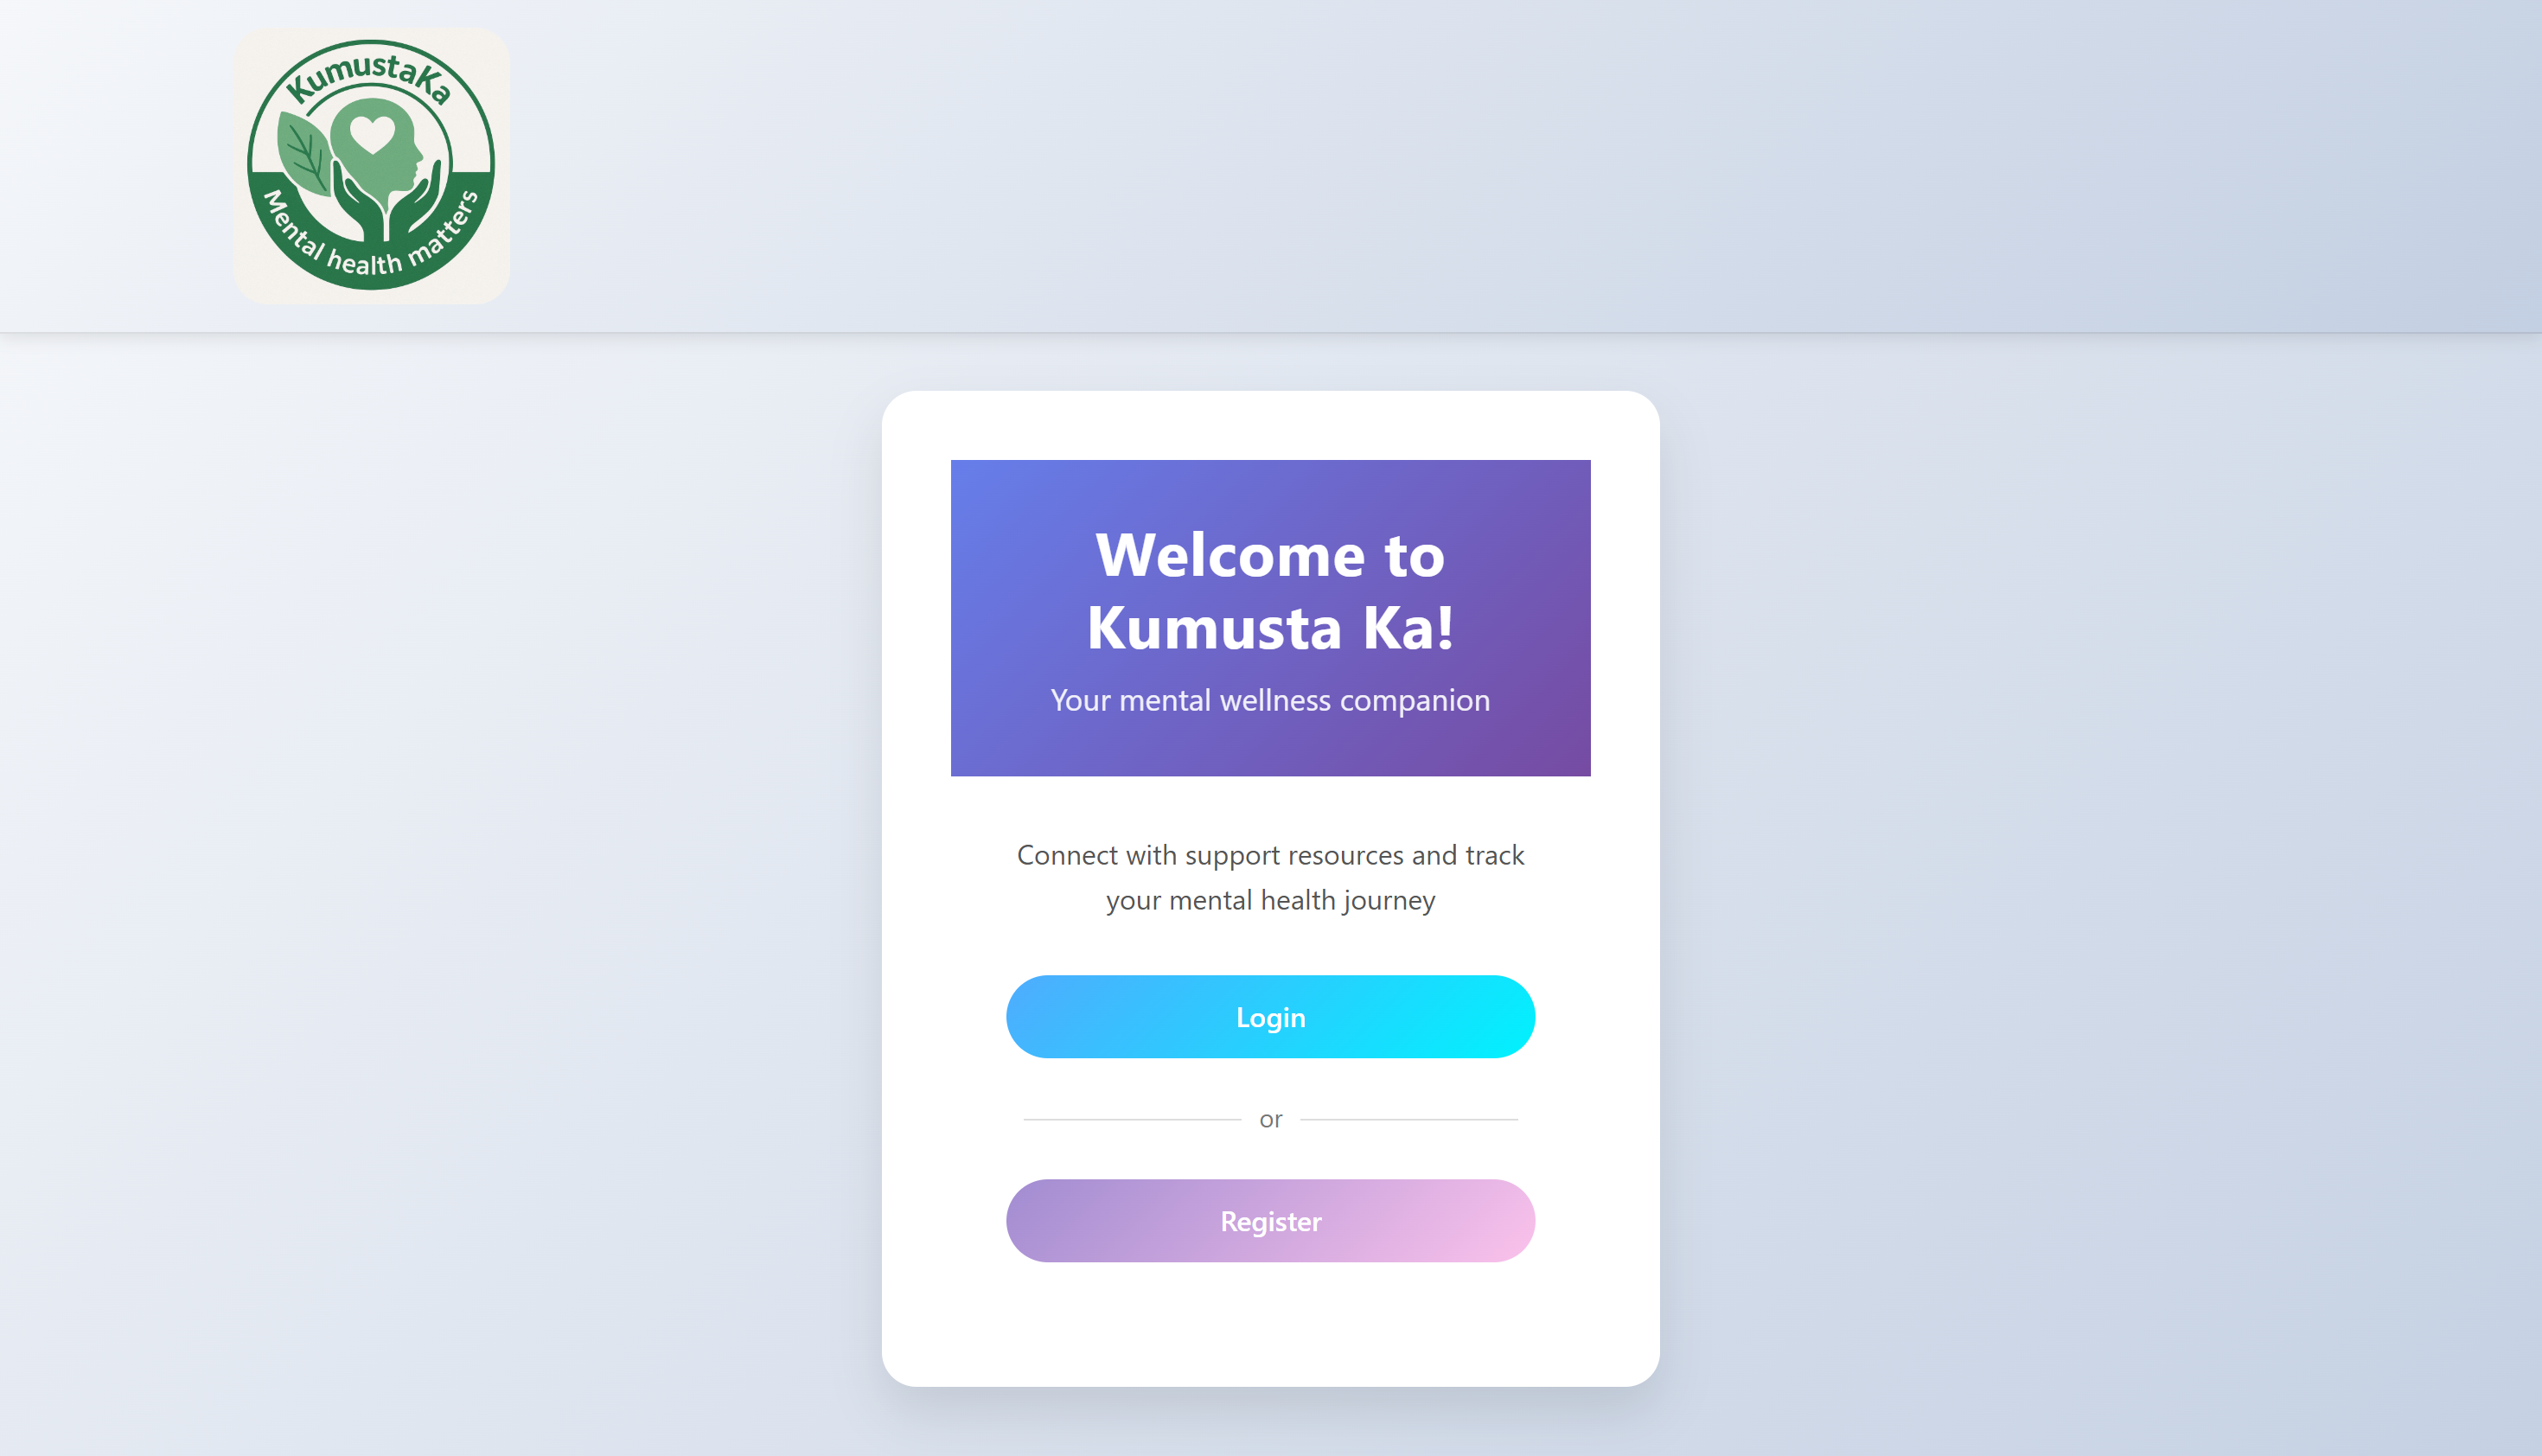 KumustaKa
Mental health matters
Welcome to
Kumusta Ka!
Your mental wellness companion
Connect with support resources and track
your mental health journey
Login
or
Register